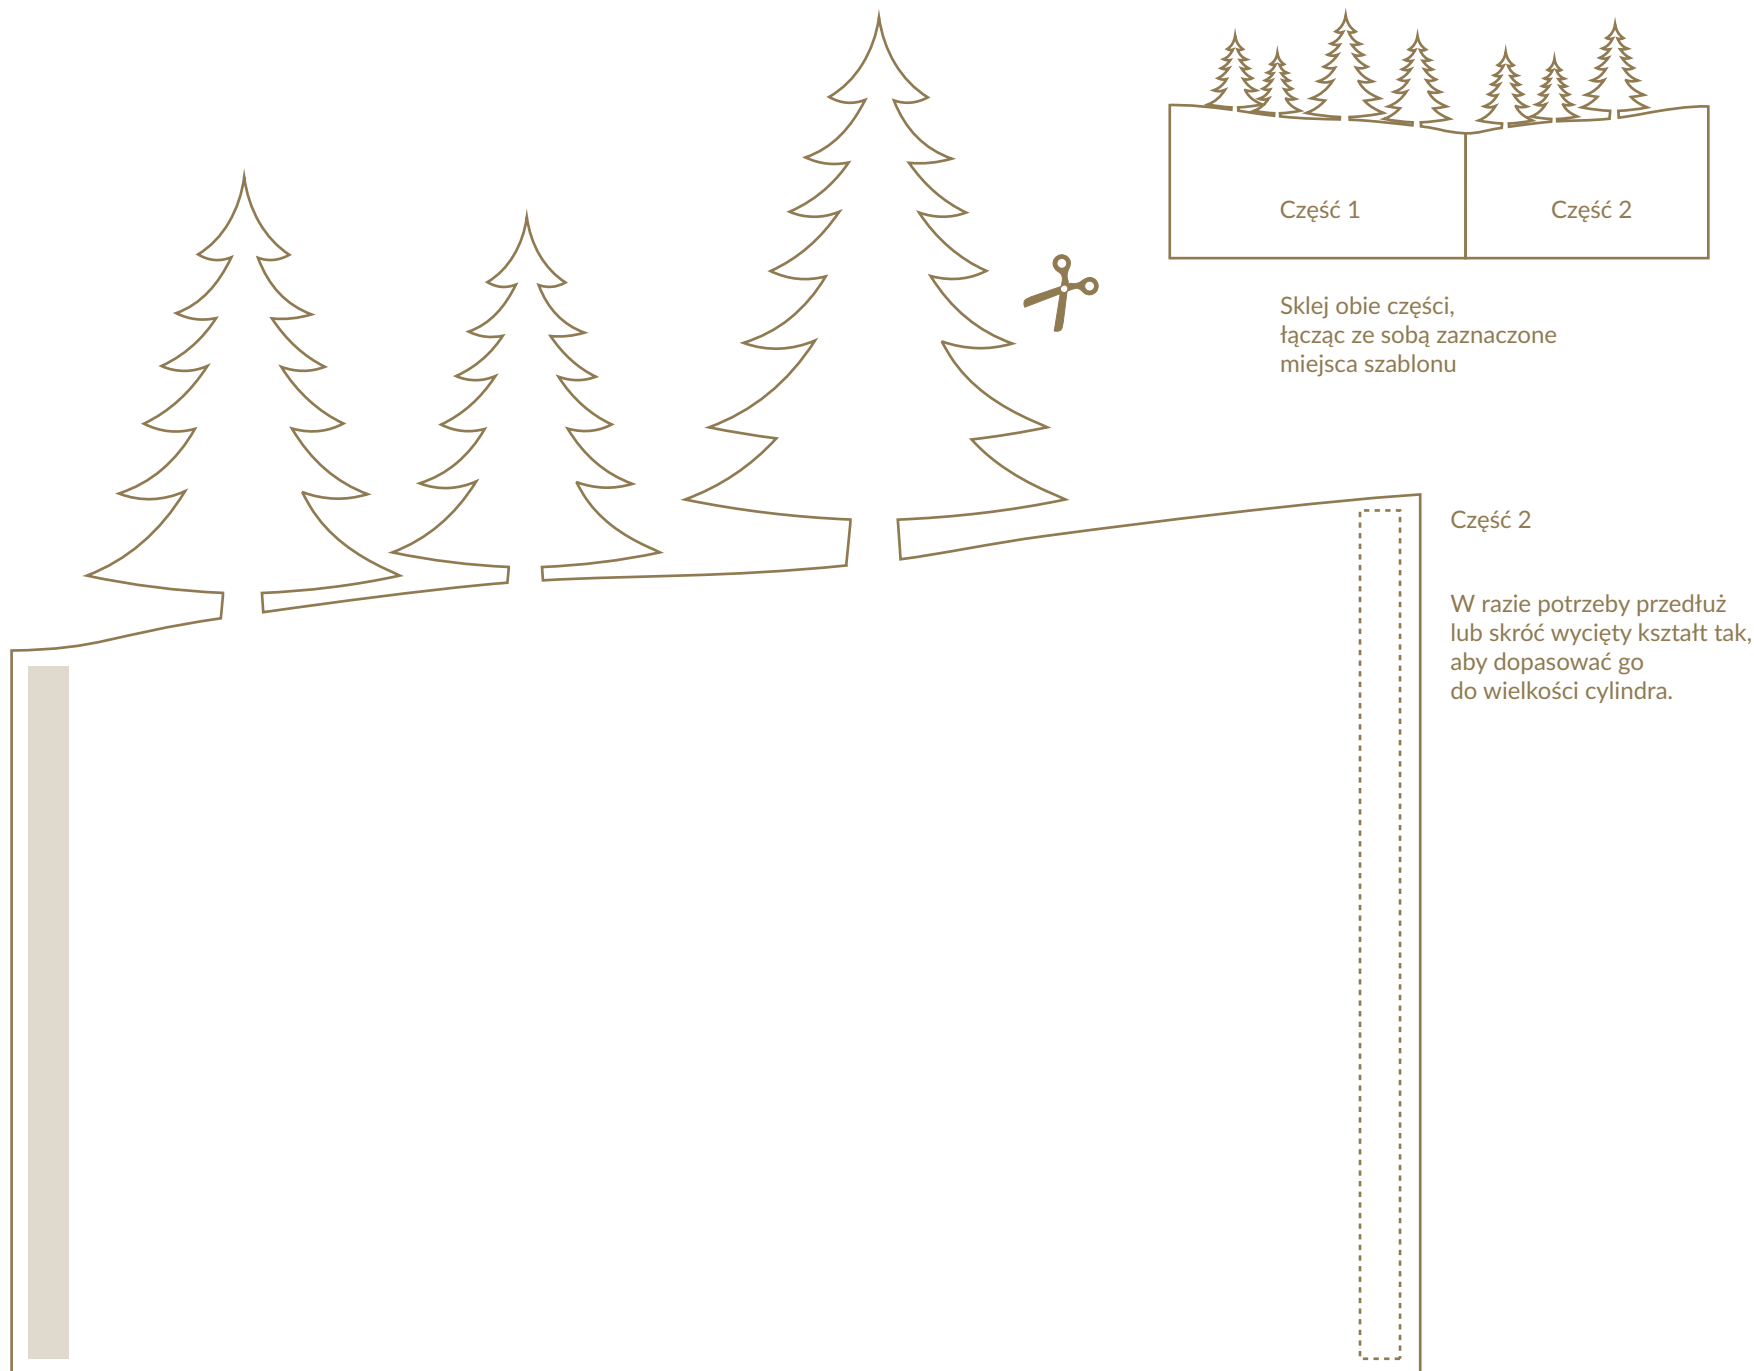 Część 1
Część 2
Sklej obie części,
łącząc ze sobą zaznaczone
miejsca szablonu
Część 2
W razie potrzeby przedłuż
lub skróć wycięty kształt tak,
aby dopasować go
do wielkości cylindra.